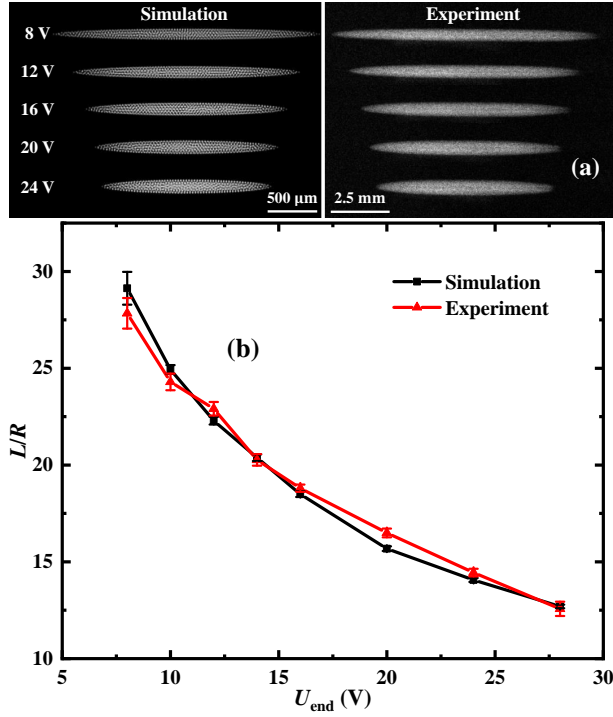 Simulation
Experiment
8 V
12 V
16 V
20 V
24 V
500 μm
2.5 mm
(a)
30
25
20
15
10
L/R
Simulation
Experiment
(b)
5
10
15
20
25
30
U_end (V)